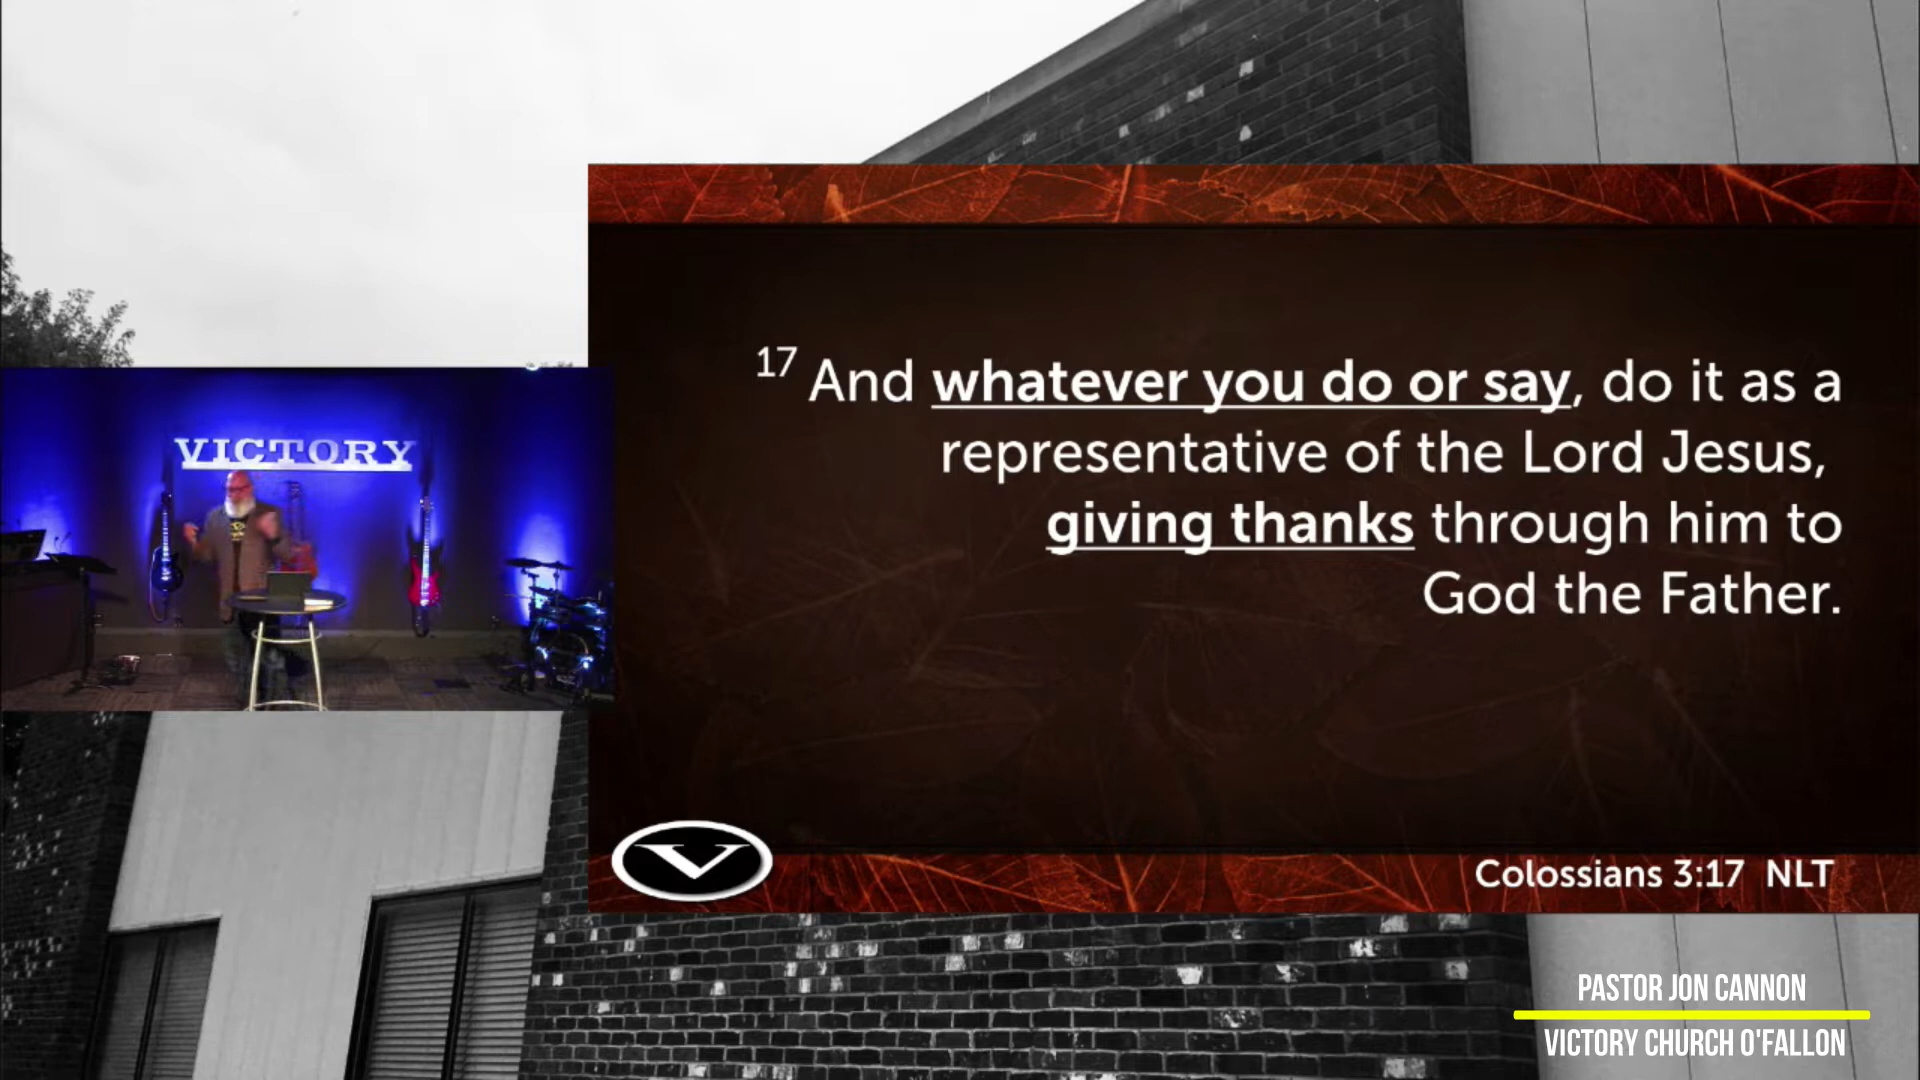 VICTORY
17 And whatever you do or say, do it as a
representative of the Lord Jesus,
giving thanks through him to
God the Father.
V
Colossians 3:17 NLT
PASTOR JON CANNON
VICTORY CHURCH O'FALLON